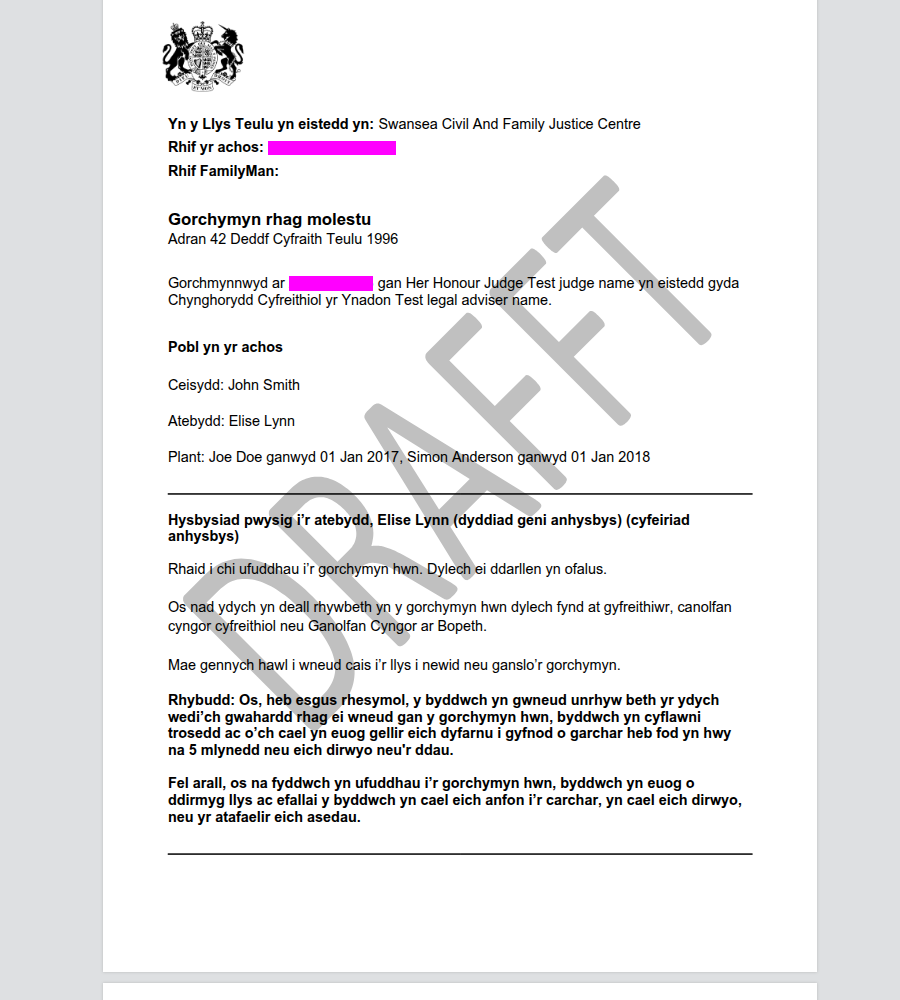 Yn y Llys Teulu yn eistedd yn: Swansea Civil And Family Justice Centre
Rhif yr achos:
Rhif FamilyMan:
Gorchymyn rhag molestu
Adran 42 Deddf Cyfraith Teulu 1996
Gorchmynnwyd ar gan Her Honour Judge Test judge name yn eistedd gyda
Chynghorydd Cyfreithiol yr Ynadon Test legal adviser name.
Pobl yn yr achos
Ceisydd: John Smith
Atebydd: Elise Lynn
Plant: Joe Doe ganwyd 01 Jan 2017, Simon Anderson ganwyd 01 Jan 2018
Hysbysiad pwysig i’r atebydd, Elise Lynn (dyddiad geni anhysbys) (cyfeiriad
anhysbys)
Rhaid i chi ufuddhau i’r gorchymyn hwn. Dylech ei ddarllen yn ofalus.
Os nad ydych yn deall rhywbeth yn y gorchymyn hwn dylech fynd at gyfreithiwr, canolfan
cyngor cyfreithiol neu Ganolfan Cyngor ar Bopeth.
Mae gennych hawl i wneud cais i’r llys i newid neu ganslo’r gorchymyn.
Rhybudd: Os, heb esgus rhesymol, y byddwch yn gwneud unrhyw beth yr ydych
wedi’ch gwahardd rhag ei wneud gan y gorchymyn hwn, byddwch yn cyflawni
trosedd ac o’ch cael yn euog gellir eich dyfarnu i gyfnod o garchar heb fod yn hwy
na 5 mlynedd neu eich dirwyo neu'r ddau.
Fel arall, os na fyddwch yn ufuddhau i’r gorchymyn hwn, byddwch yn euog o
ddirmyg llys ac efallai y byddwch yn cael eich anfon i’r carchar, yn cael eich dirwyo,
neu yr atafaelir eich asedau.
DRAFFT